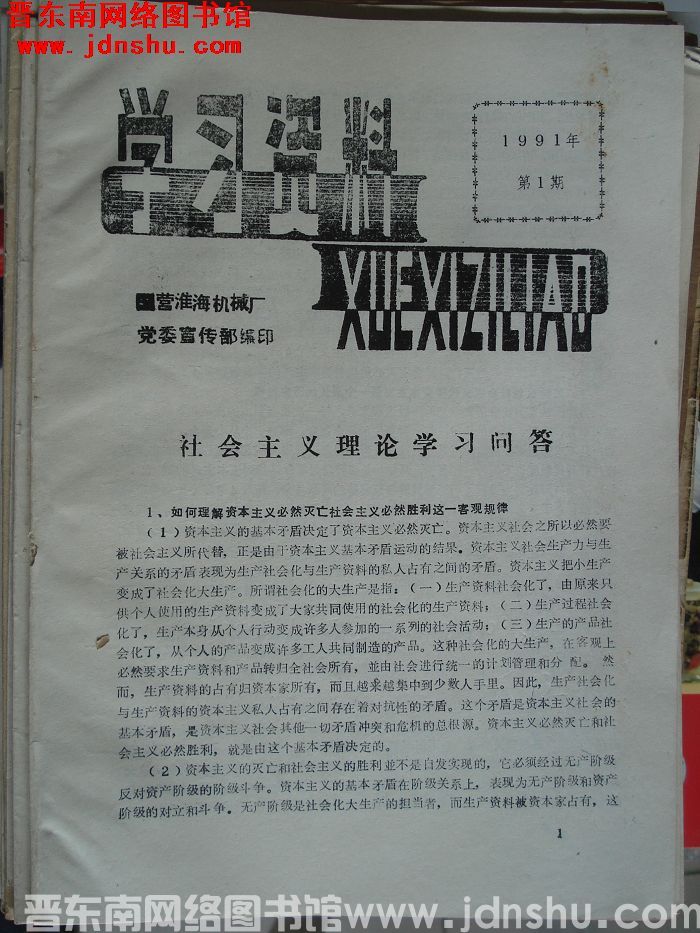 晋东南网络图书馆
www.jdnshu.com
学习资料
1991年
第1期
XUEXIZILIAO
国营淮海机械厂
党委宣传部编印
社会主义理论学习问答
1、如何理解资本主义必然灭亡社会主义必然胜利这一客观规律
（1）资本主义的基本矛盾决定了资本主义必然灭亡。资本主义社会之所以必然要
被社会主义所代替，正是由于资本主义基本矛盾运动的结果。资本主义社会生产力与生
产关系的矛盾表现为生产社会化与生产资料的私人占有之间的矛盾。资本主义把小生产
变成了社会化大生产。所谓社会化的大生产是指：（一）生产资料社会化了，由原来只
供个人使用的生产资料变成了大家共同使用的社会化的生产资料；（二）生产过程社会
化了，生产本身从个人行动变成许多人参加的一系列的社会活动；（三）生产的产品社
会化了，从个人的产品变成许多工人共同制造的产品。这种社会化的大生产，在客观上
必然要求生产资料和产品转归全社会所有，並由社会进行统一的计划管理和分配。然
而，生产资料的占有归资本家所有，而且越来越集中到少数人手里。因此，生产社会化
与生产资料的资本主义私人占有之间存在着对抗性的矛盾。这个矛盾是资本主义社会的
基本矛盾，是资本主义社会其他一切矛盾冲突和危机的总根源。资本主义必然灭亡和社
会主义必然胜利，就是由这个基本矛盾决定的。
（2）资本主义的灭亡和社会主义的胜利並不是自发实现的，它必须经过无产阶级
反对资产阶级的阶级斗争。资本主义的基本矛盾在阶级关系上，表现为无产阶级和资产
阶级的对立和斗争。无产阶级是社会化大生产的担当者，而生产资料被资本家占有，这
1
晋东南网络图书馆 www.jdnshu.com